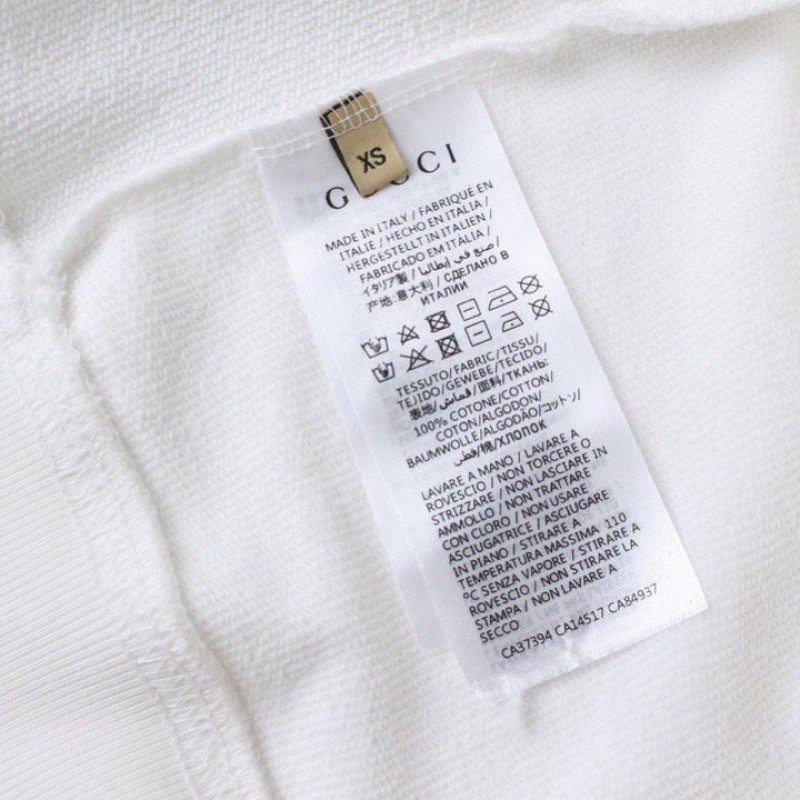 XS
GUCCI
MADE IN ITALY / FABRIQUE EN
ITALIE / HECHO EN ITALIA /
HERGESTELLT IN ITALIEN /
FABRICADO EM ITÁLIA /
イタリア製 / صنع في إيطاليا /
产地:意大利 / СДЕЛАНО В
ИТАЛИИ
TESSUTO/FABRIC/TISSU/
TEJIDO/GEWEBE/TECIDO/
表地/قماش/面料/ТКАНЬ:
100% COTONE/COTTON/
COTON/ALGODON/
BAUMWOLLE/ALGODÃO/コットン/
قطن/棉/ХЛОПОК
LAVARE A MANO / LAVARE A
ROVESCIO / NON TORCERE O
STRIZZARE / NON LASCIARE IN
AMMOLLO / NON TRATTARE
CON CLORO / NON USARE
ASCIUGATRICE / ASCIUGARE
IN PIANO / STIRARE A
TEMPERATURA MASSIMA 110
ºC SENZA VAPORE / STIRARE A
ROVESCIO / NON STIRARE LA
STAMPA / NON LAVARE A
SECCO
CA37394 CA14517 CA84937